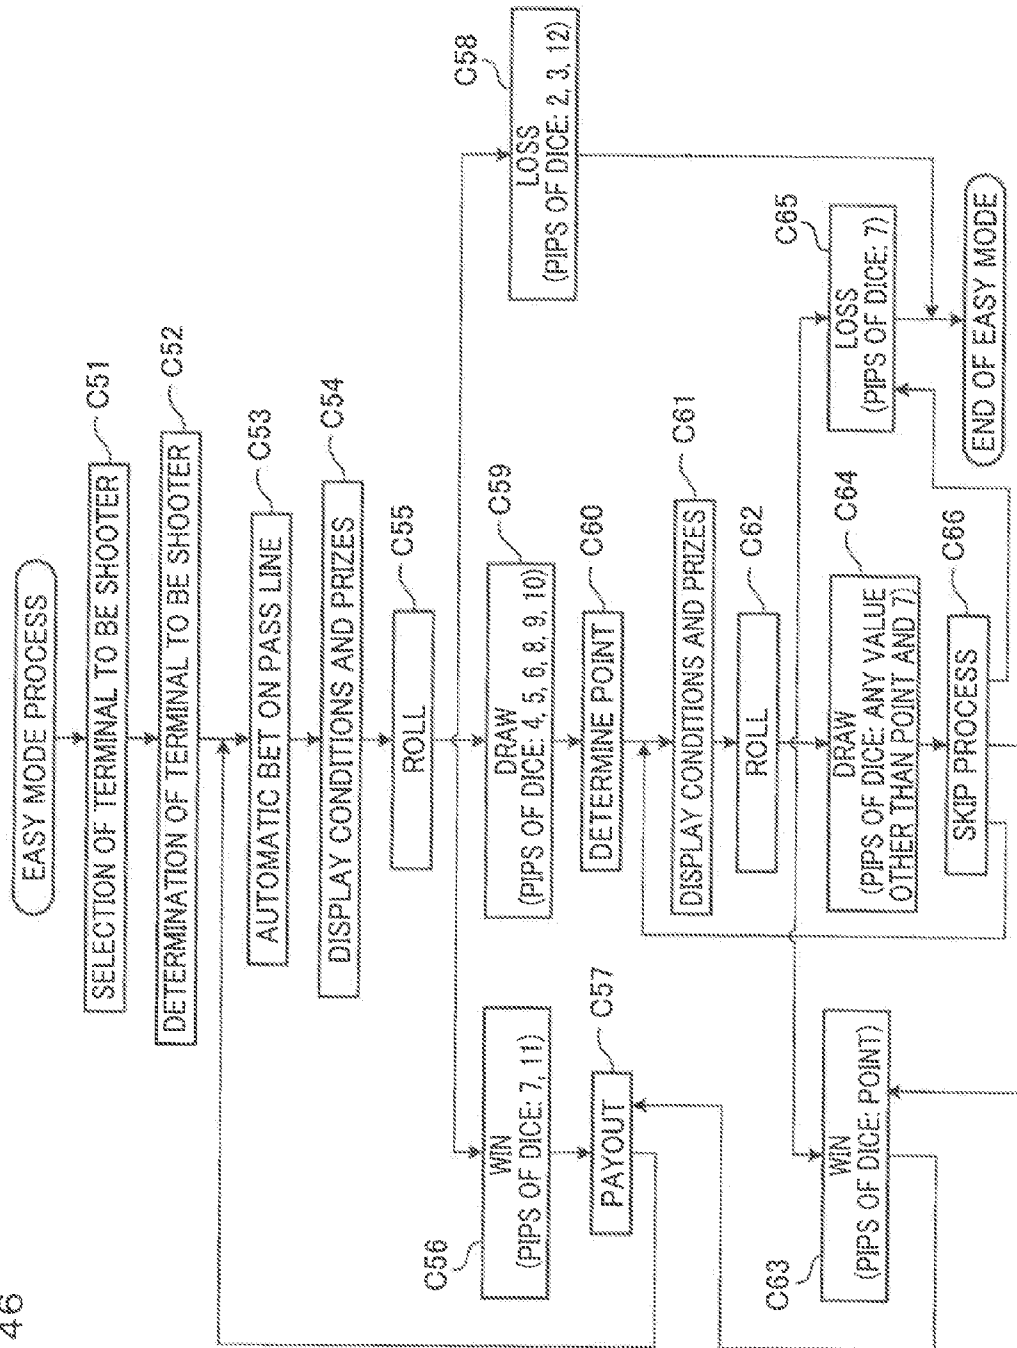 46
EASY MODE PROCESS
SELECTION OF TERMINAL TO BE SHOOTER
C51
DETERMINATION OF TERMINAL TO BE SHOOTER
C52
AUTOMATIC BET ON PASS LINE
C53
DISPLAY CONDITIONS AND PRIZES
C54
ROLL
C55
C56
WIN
(PIPS OF DICE: 7, 11)
PAYOUT
C57
DRAW
(PIPS OF DICE: 4, 5, 6, 8, 9, 10)
C59
LOSS
(PIPS OF DICE: 2, 3, 12)
C58
DETERMINE POINT
C60
DISPLAY CONDITIONS AND PRIZES
C61
ROLL
C62
C63
WIN
(PIPS OF DICE: POINT)
DRAW
(PIPS OF DICE: ANY VALUE
OTHER THAN POINT AND 7)
C64
LOSS
(PIPS OF DICE: 7)
C65
SKIP PROCESS
C66
END OF EASY MODE